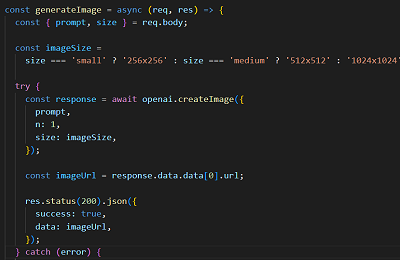 const generateImage = async (req, res) => {
const { prompt, size } = req.body;
const imageSize =
size === 'small' ? '256x256' : size === 'medium' ? '512x512' : '1024x1024'
try {
const response = await openai.createImage({
prompt,
n: 1,
size: imageSize,
});
const imageUrl = response.data.data[0].url;
res.status(200).json({
success: true,
data: imageUrl,
});
} catch (error) {